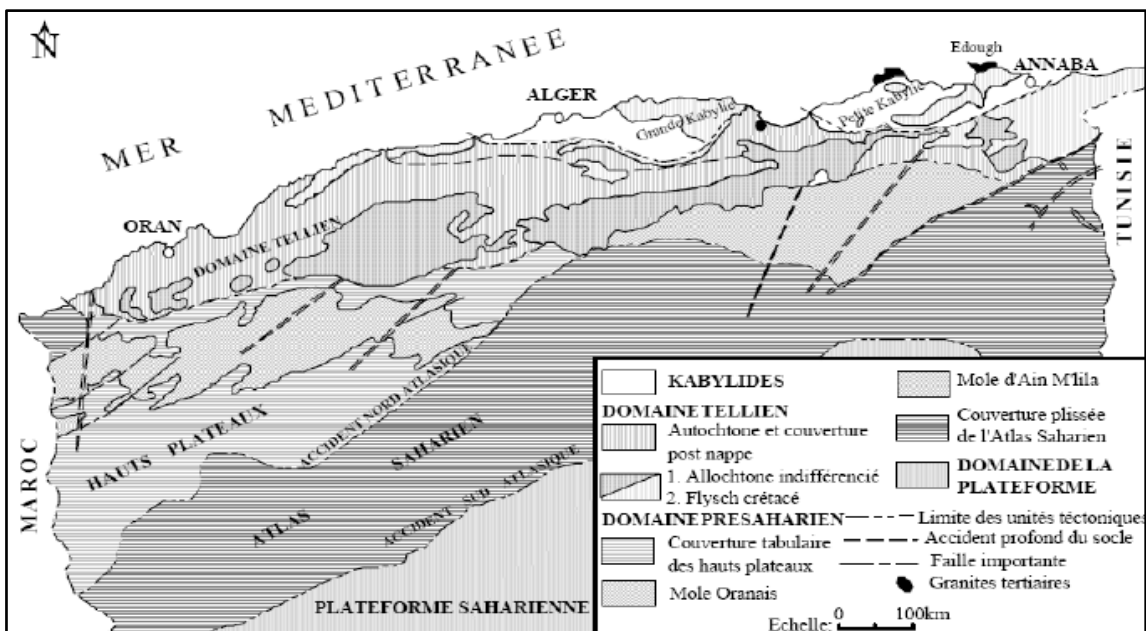 N
MER MEDITERRANEE
Edough
ANNABA
ALGER
Grande Kabylie
Petite Kabylie
TUNISIE
ORAN
DOMAINE TELLIEN
ACCIDENT NORD ATLASIQUE
HAUTS PLATEAUX
MAROC
ATLAS SAHARIEN
ACCIDENT SUD ATLASIQUE
PLATEFORME SAHARIENNE
KABYLIDES
DOMAINE TELLIEN
Autochtone et couverture
post nappe
1. Allochtone indifférencié
2. Flysch crétacé
DOMAINE PRESAHARIEN
Couverture tabulaire
des hauts plateaux
Mole Oranais
Mole d'Ain M'lila
Couverture plissée
de l'Atlas Saharien
DOMAINE DE LA
PLATEFORME
Limite des unités téctoniques
Accident profond du socle
Faille importante
Granites tertiaires
Echelle: 0 100km